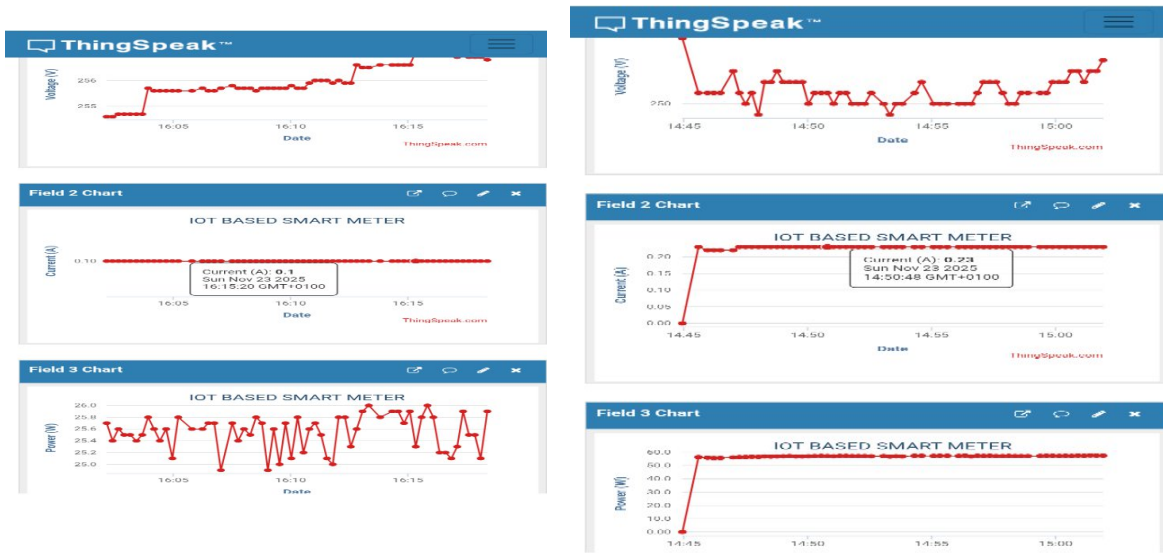 ThingSpeak™
Voltage (V)
256
255
16:05
16:10
16:15
Date
ThingSpeak.com
Field 2 Chart
IOT BASED SMART METER
Current (A)
0.10
Current (A): 0.1
Sun Nov 23 2025
16:15:20 GMT+0100
16:05
16:10
16:15
Date
ThingSpeak.com
Field 3 Chart
IOT BASED SMART METER
Power (W)
26.0
25.8
25.6
25.4
25.2
25.0
16:05
16:10
16:15
Date
ThingSpeak™
Voltage (V)
250
14:45
14:50
14:55
15:00
Date
ThingSpeak.com
Field 2 Chart
IOT BASED SMART METER
Current (A)
0.20
0.15
0.10
0.05
0.00
Current (A): 0.23
Sun Nov 23 2025
14:50:48 GMT+0100
14:45
14:50
14:55
15:00
Date
ThingSpeak.com
Field 3 Chart
IOT BASED SMART METER
Power (W)
60.0
50.0
40.0
30.0
20.0
10.0
0.00
14:45
14:50
14:55
15:00